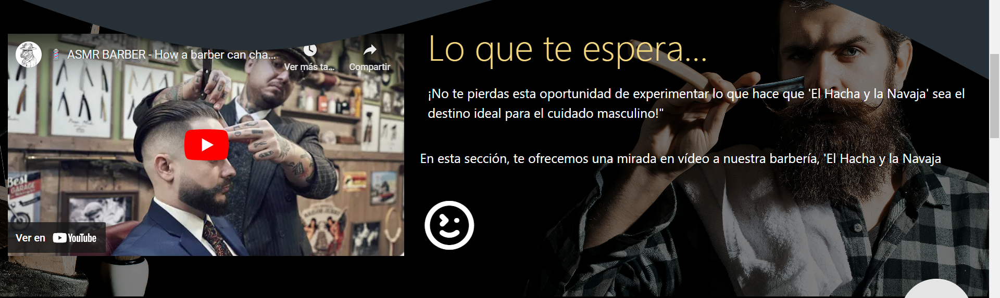 💈 ASMR BARBER - How a barber can cha...
Ver más ta...
Compartir
Best
GARAGE
Ver en YouTube
Lo que te espera...
¡No te pierdas esta oportunidad de experimentar lo que hace que 'El Hacha y la Navaja' sea el
destino ideal para el cuidado masculino!"
En esta sección, te ofrecemos una mirada en vídeo a nuestra barbería, 'El Hacha y la Navaja